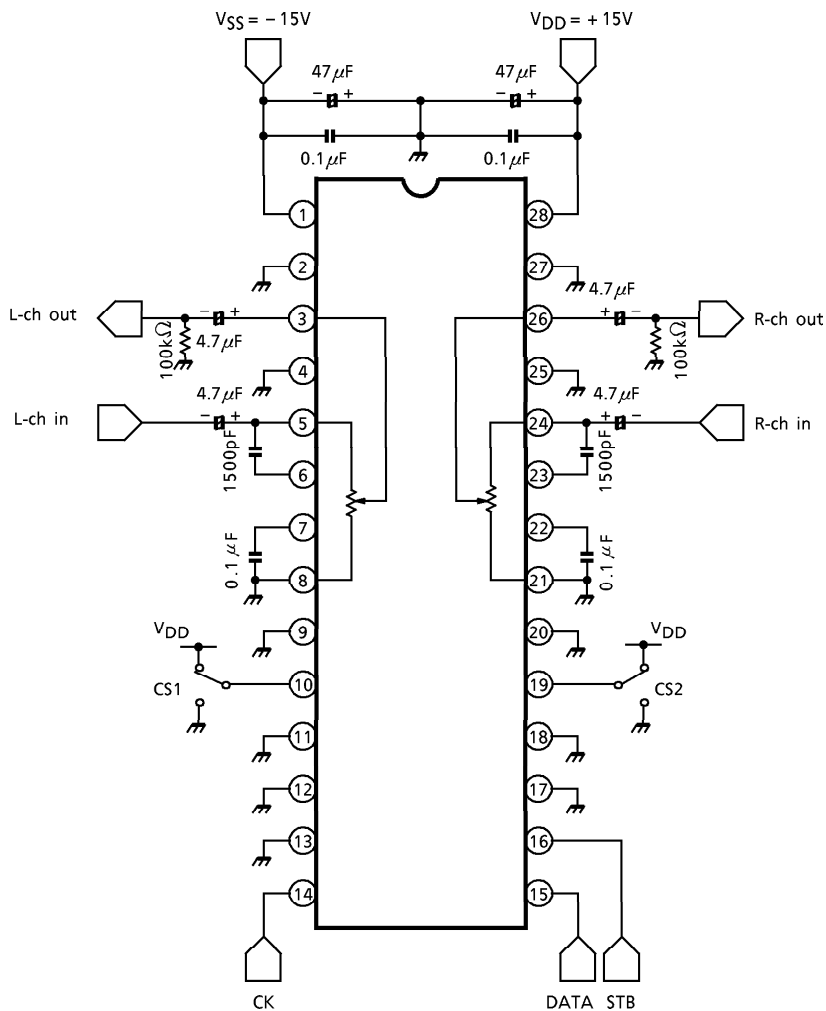 VSS = − 15V
VDD = + 15V
47μF
47μF
− +
− +
0.1μF
0.1μF
1
28
2
27
4.7μF
L-ch out
− +
3
26
+ −
R-ch out
100kΩ
4.7μF
100kΩ
4
25
4.7μF
4.7μF
L-ch in
− +
5
24
+ −
R-ch in
1500pF
6
23
1500pF
7
22
0.1 μF
0.1 μF
8
21
9
20
VDD
VDD
CS1
10
19
CS2
11
18
12
17
13
16
14
15
CK
DATA
STB